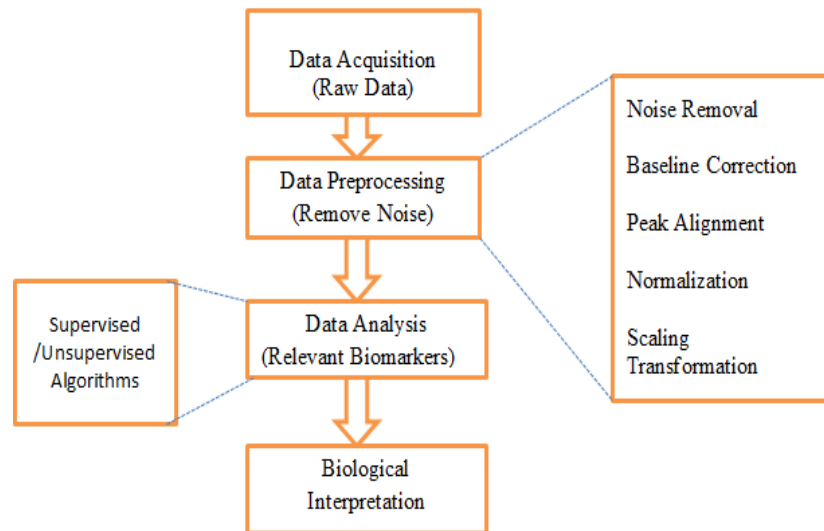 Data Acquisition
(Raw Data)
Data Preprocessing
(Remove Noise)
Noise Removal
Baseline Correction
Peak Alignment
Normalization
Scaling
Transformation
Data Analysis
(Relevant Biomarkers)
Supervised
/Unsupervised
Algorithms
Biological
Interpretation